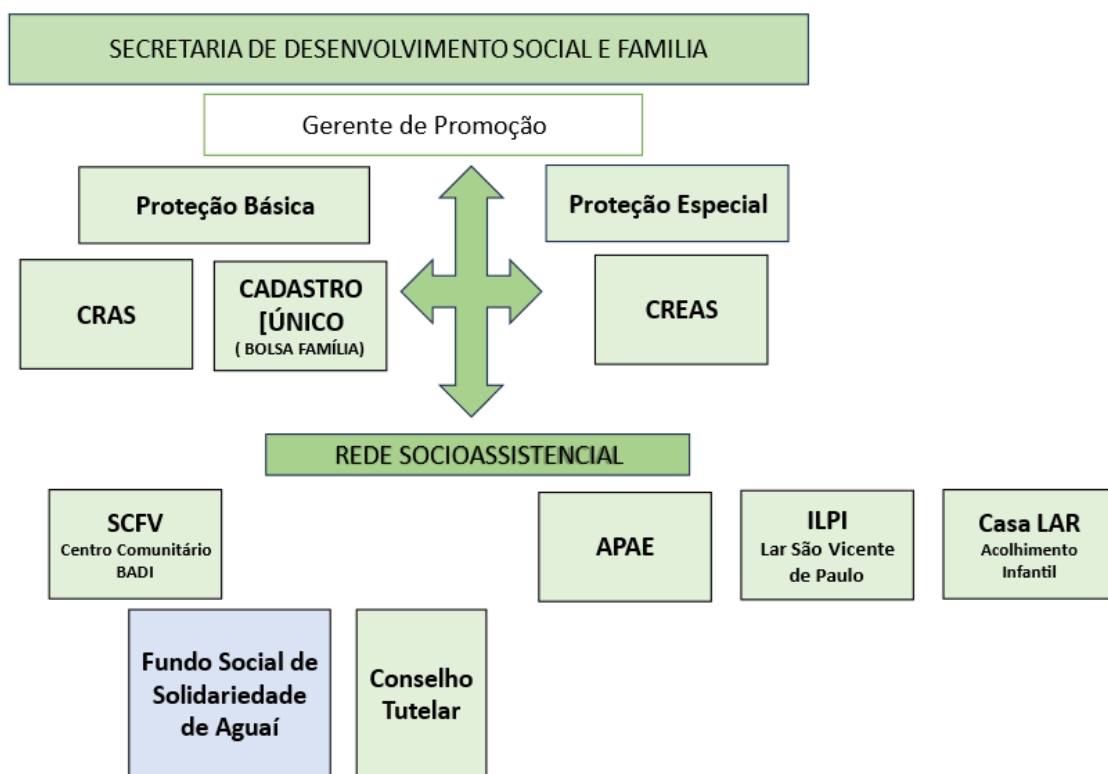 SECRETARIA DE DESENVOLVIMENTO SOCIAL E FAMILIA
Gerente de Promoção
Proteção Básica
Proteção Especial
CRAS
CADASTRO
[ÚNICO
( BOLSA FAMÍLIA)
CREAS
REDE SOCIOASSISTENCIAL
SCFV
Centro Comunitário
BADI
APAE
ILPI
Lar São Vicente
de Paulo
Casa LAR
Acolhimento
Infantil
Fundo Social de
Solidariedade
de Aguaí
Conselho
Tutelar